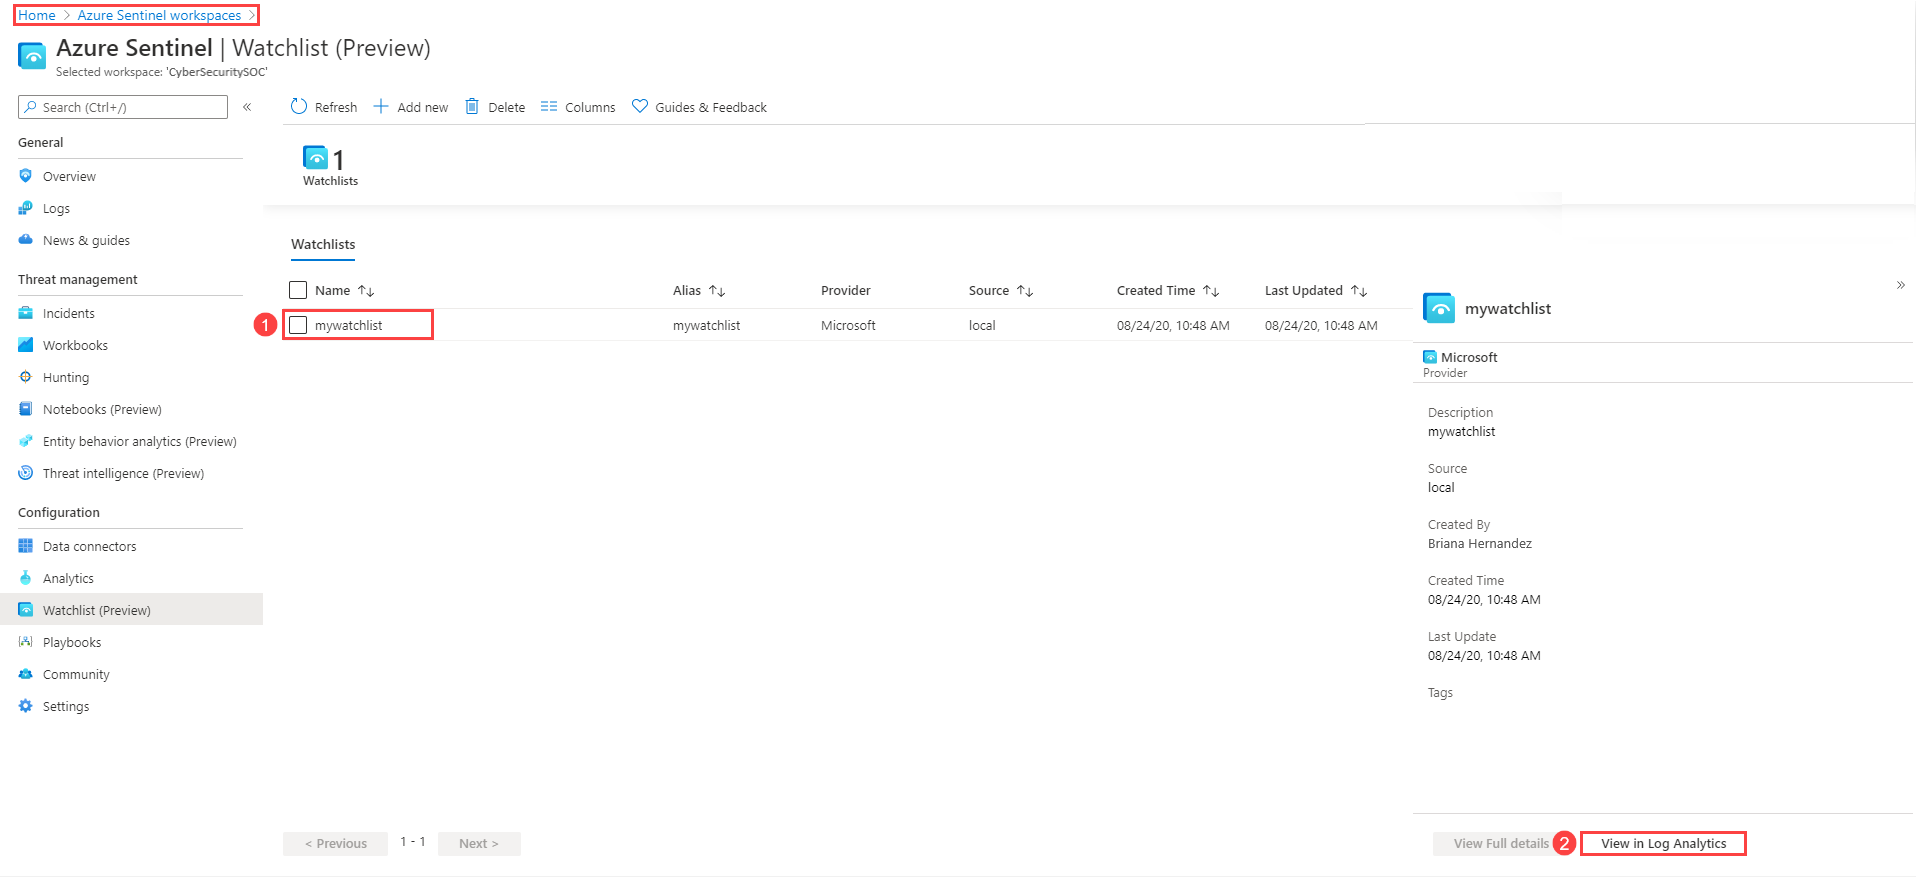 Home > Azure Sentinel workspaces >
Azure Sentinel | Watchlist (Preview)
Selected workspace: 'CyberSecuritySOC'
Search (Ctrl+/) «
Refresh Add new Delete Columns Guides & Feedback
General
Overview
Logs
News & guides
Threat management
Incidents
Workbooks
Hunting
Notebooks (Preview)
Entity behavior analytics (Preview)
Threat intelligence (Preview)
Configuration
Data connectors
Analytics
Watchlist (Preview)
Playbooks
Community
Settings
1
Watchlists
Watchlists
Name ↑↓ Alias ↑↓ Provider Source ↑↓ Created Time ↑↓ Last Updated ↑↓
1 mywatchlist mywatchlist Microsoft local 08/24/20, 10:48 AM 08/24/20, 10:48 AM
< Previous 1 - 1 Next >
»
mywatchlist
Microsoft
Provider
Description
mywatchlist
Source
local
Created By
Briana Hernandez
Created Time
08/24/20, 10:48 AM
Last Update
08/24/20, 10:48 AM
Tags
View Full details 2 View in Log Analytics